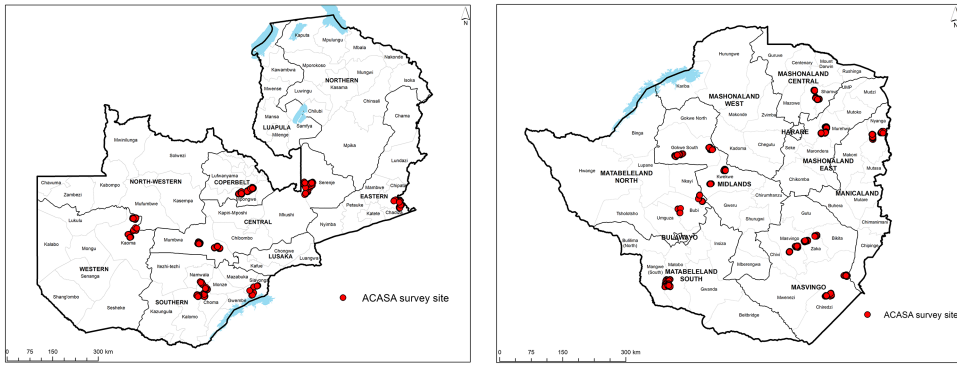 N
Kaputa
Mpulungu
Mbala
Nakonde
Kawambwa
Mporokoso
Mungwi
NORTHERN
Kasama
Isoka
Mwense
Luwingu
Chinsali
Mansa
Chilubi
Chama
LUAPULA
Samfya
Milenge
Mwinilunga
Mpika
Lundazi
Solwezi
Lufwanyama
COPERBELT
Mpongwe
Serenje
Mambwe
Chipata
EASTERN
Chavuma
Kabompo
NORTH-WESTERN
Zambezi
Mufumbwe
Kasempa
Petauke
Katete
Chadiza
Lukulu
CENTRAL
Kapiri-Mposhi
Mkushi
Nyimba
Kalabo
Mongu
Kaoma
Mumbwa
Chibombo
Chongwe
LUSAKA
Luangwa
WESTERN
Senanga
Itezhi-tezhi
Kafue
Namwala
Mazabuka
Siavonga
Monze
Shang'ombo
Sesheke
SOUTHERN
Choma
Gwembe
Kazungula
Kalomo
ACASA survey site
0 75 150 300 km
N
Hurungwe
Guruve
Centenary
Mount
Darwin
Rushinga
MASHONALAND
CENTRAL
UMP
Mudzi
Kariba
Shamva
MASHONALAND
WEST
Mazowe
Mutoko
Gokwe North
Makonde
Zvimba
Nyanga
Binga
HARARE
Murehwa
Gokwe South
Kadoma
Chegutu
Seke
Marondera
Makoni
MASHONALAND
EAST
Mutasa
Lupane
Hwange
MATABELELAND
NORTH
Nkayi
Kwekwe
MIDLANDS
Chikomba
MANICALAND
Mutare
Chirumhanzu
Buhera
Tsholotsho
Umguza
Bubi
Gweru
Shurugwi
Gutu
Chimanimani
BULAWAYO
Bulilima
(North)
Insiza
Masvingo
Bikita
Zaka
Chivi
Chipinge
Mangwe
(South)
Matobo
MATABELELAND
SOUTH
Mberengwa
MASVINGO
Gwanda
Mwenezi
Chiredzi
Beitbridge
ACASA survey site
0 75 150 300 km